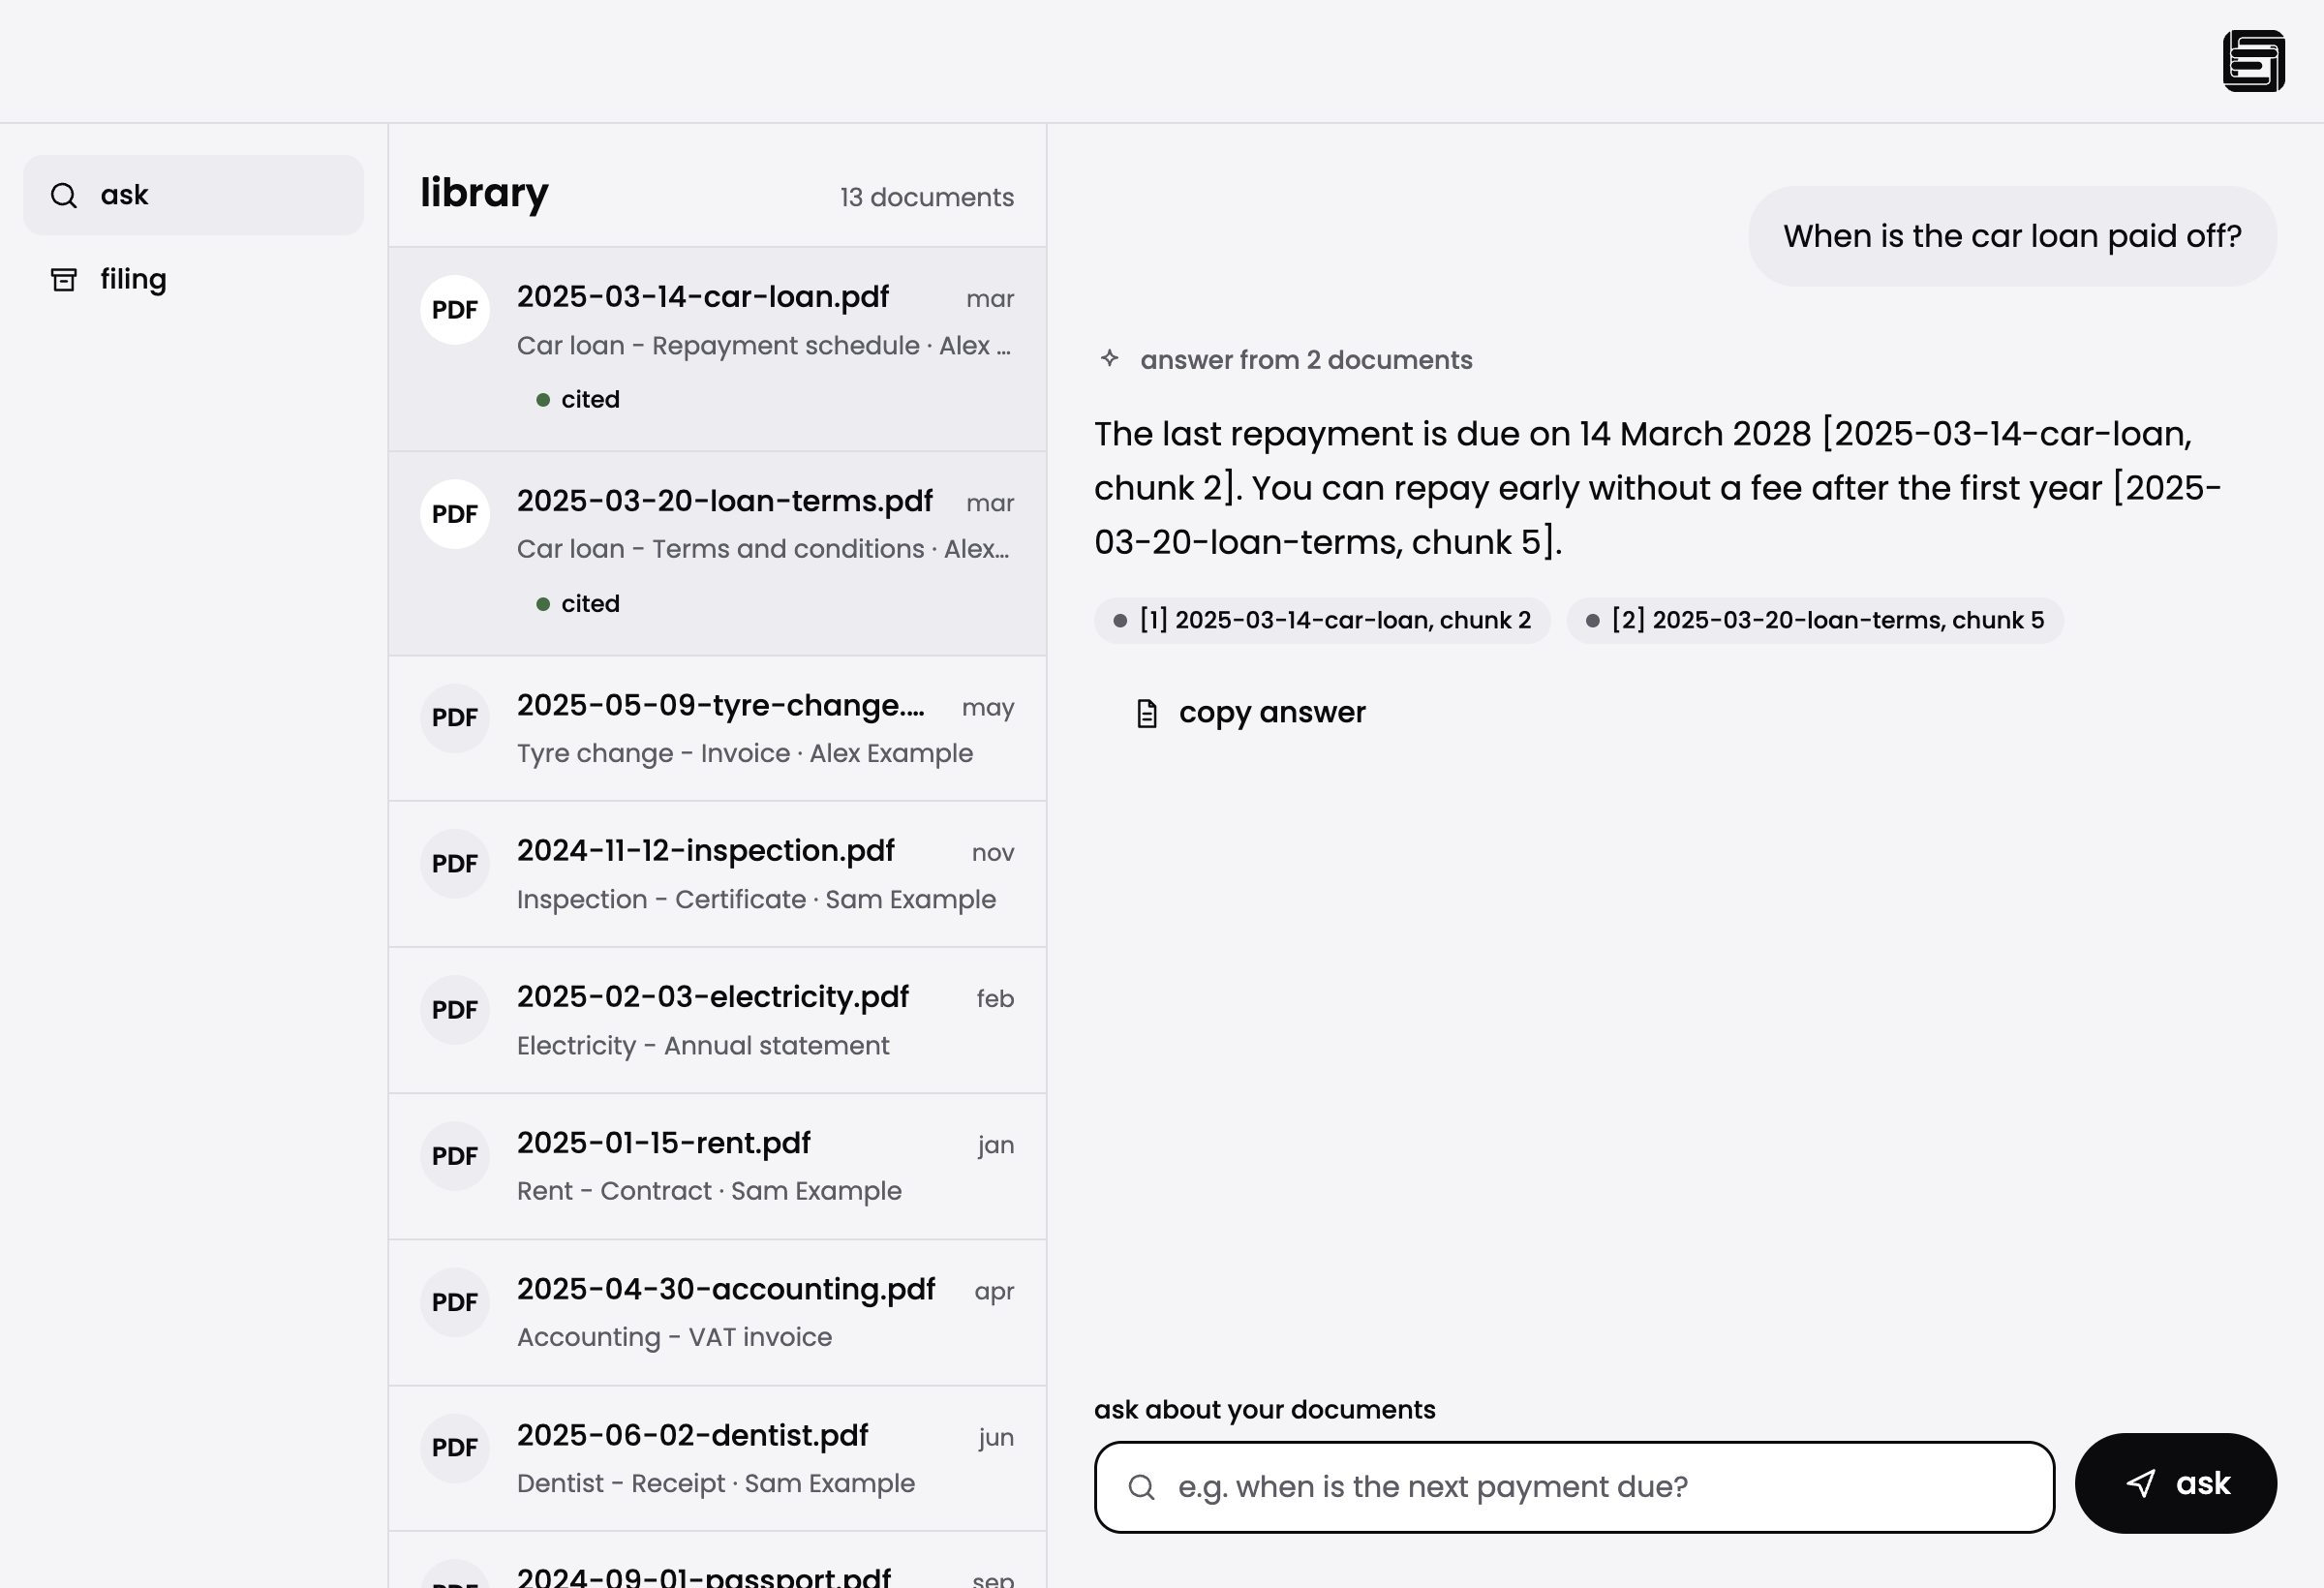 ask
filing
library
13 documents
PDF
2025-03-14-car-loan.pdf
mar
Car loan - Repayment schedule · Alex ...
cited
PDF
2025-03-20-loan-terms.pdf
mar
Car loan - Terms and conditions · Alex...
cited
PDF
2025-05-09-tyre-change....
may
Tyre change - Invoice · Alex Example
PDF
2024-11-12-inspection.pdf
nov
Inspection - Certificate · Sam Example
PDF
2025-02-03-electricity.pdf
feb
Electricity - Annual statement
PDF
2025-01-15-rent.pdf
jan
Rent - Contract · Sam Example
PDF
2025-04-30-accounting.pdf
apr
Accounting - VAT invoice
PDF
2025-06-02-dentist.pdf
jun
Dentist - Receipt · Sam Example
PDF
2024-09-01-passport.pdf
sep
When is the car loan paid off?
answer from 2 documents
The last repayment is due on 14 March 2028 [2025-03-14-car-loan,
chunk 2]. You can repay early without a fee after the first year [2025-
03-20-loan-terms, chunk 5].
[1] 2025-03-14-car-loan, chunk 2
[2] 2025-03-20-loan-terms, chunk 5
copy answer
ask about your documents
e.g. when is the next payment due?
ask